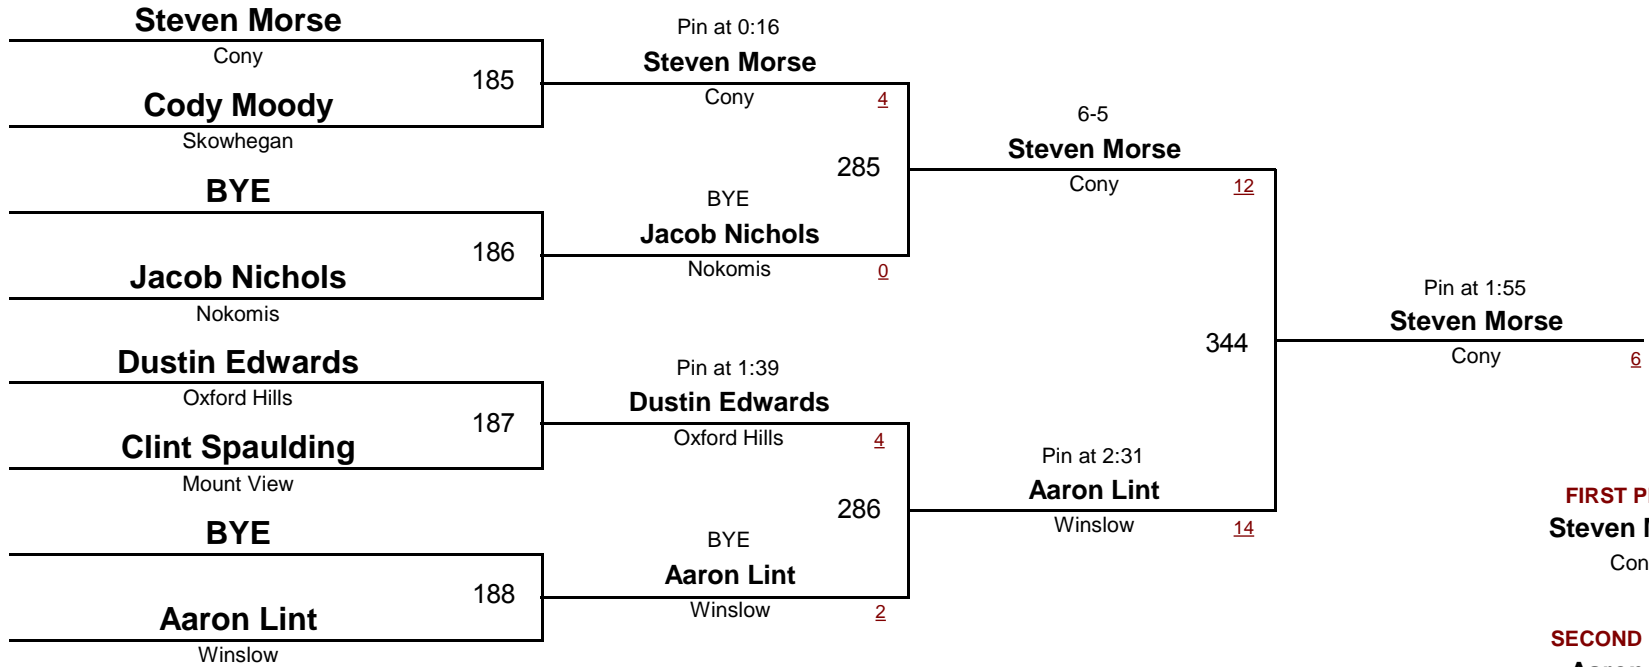 Steven Morse
Cony
185
Cody Moody
Skowhegan
BYE
186
Jacob Nichols
Nokomis
Dustin Edwards
Oxford Hills
187
Clint Spaulding
Mount View
BYE
188
Aaron Lint
Winslow
Pin at 0:16
Steven Morse
Cony 4
285
BYE
Jacob Nichols
Nokomis 0
Pin at 1:39
Dustin Edwards
Oxford Hills 4
286
BYE
Aaron Lint
Winslow 2
6-5
Steven Morse
Cony 12
344
Pin at 2:31
Aaron Lint
Winslow 14
Pin at 1:55
Steven Morse
Cony 6
FIRST
Steven
SECOND